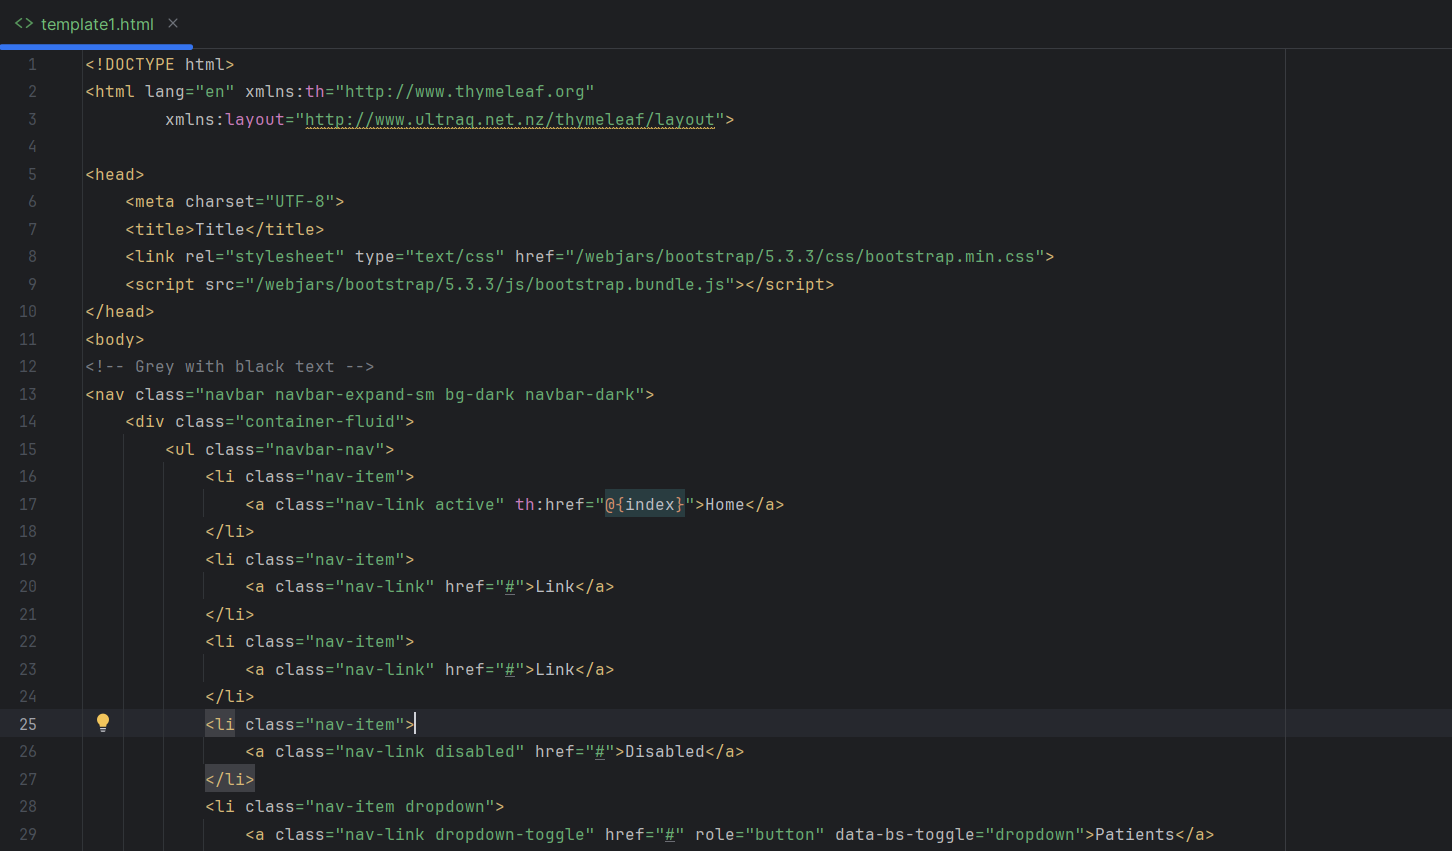 <> template1.html ×
1 <!DOCTYPE html>
2 <html lang="en" xmlns:th="http://www.thymeleaf.org"
3         xmlns:layout="http://www.ultraq.net.nz/thymeleaf/layout">
4
5 <head>
6     <meta charset="UTF-8">
7     <title>Title</title>
8     <link rel="stylesheet" type="text/css" href="/webjars/bootstrap/5.3.3/css/bootstrap.min.css">
9     <script src="/webjars/bootstrap/5.3.3/js/bootstrap.bundle.js"></script>
10 </head>
11 <body>
12 <!-- Grey with black text -->
13 <nav class="navbar navbar-expand-sm bg-dark navbar-dark">
14     <div class="container-fluid">
15         <ul class="navbar-nav">
16             <li class="nav-item">
17                 <a class="nav-link active" th:href="@{index}">Home</a>
18             </li>
19             <li class="nav-item">
20                 <a class="nav-link" href="#">Link</a>
21             </li>
22             <li class="nav-item">
23                 <a class="nav-link" href="#">Link</a>
24             </li>
25             <li class="nav-item">
26                 <a class="nav-link disabled" href="#">Disabled</a>
27             </li>
28             <li class="nav-item dropdown">
29                 <a class="nav-link dropdown-toggle" href="#" role="button" data-bs-toggle="dropdown">Patients</a>